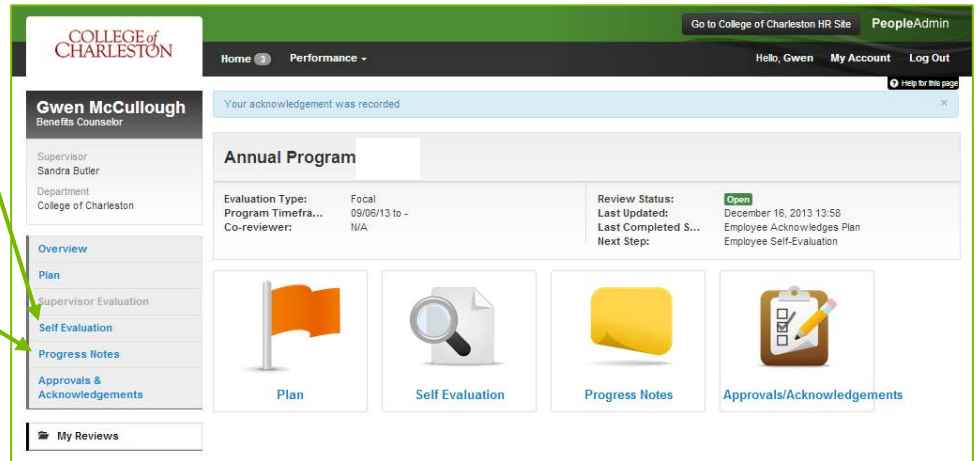 Go to College of Charleston HR Site PeopleAdmin
COLLEGE of
CHARLESTON
Home 3 Performance
Hello, Gwen My Account Log Out
Help for this page
Gwen McCullough
Benefits Counselor
Supervisor
Sandra Butler
Department
College of Charleston
Overview
Plan
Supervisor Evaluation
Self Evaluation
Progress Notes
Approvals &
Acknowledgements
My Reviews
Your acknowledgement was recorded ×
Annual Program
Evaluation Type: Focal
Program Timefra... 09/06/13 to -
Co-reviewer: N/A
Review Status: Open
Last Updated: December 16, 2013 13:58
Last Completed S... Employee Acknowledges Plan
Next Step: Employee Self-Evaluation
Plan
Self Evaluation
Progress Notes
Approvals/Acknowledgements